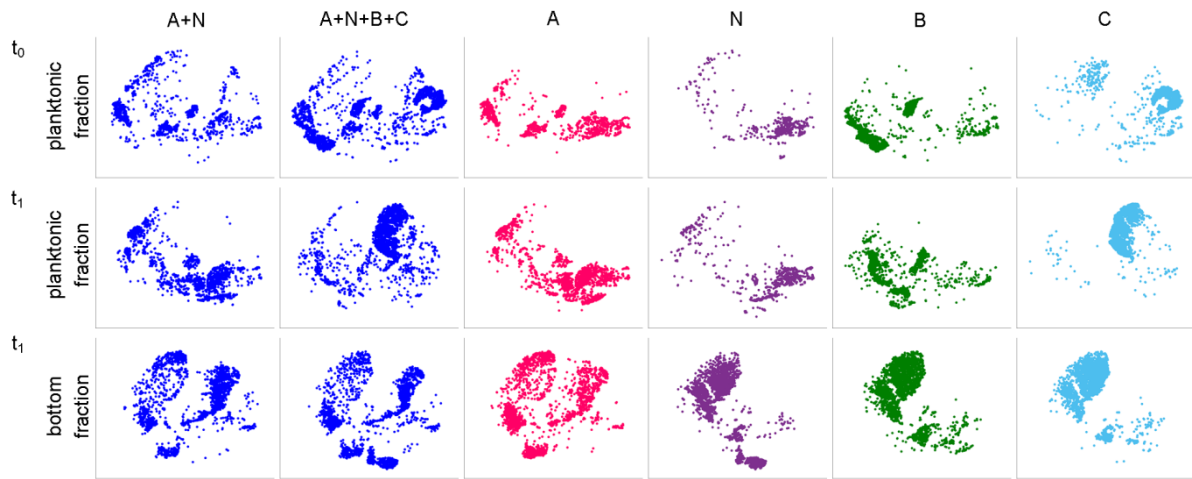 A+N A+N+B+C A N B C
t0
planktonic
fraction
t1
planktonic
fraction
t1
bottom
fraction